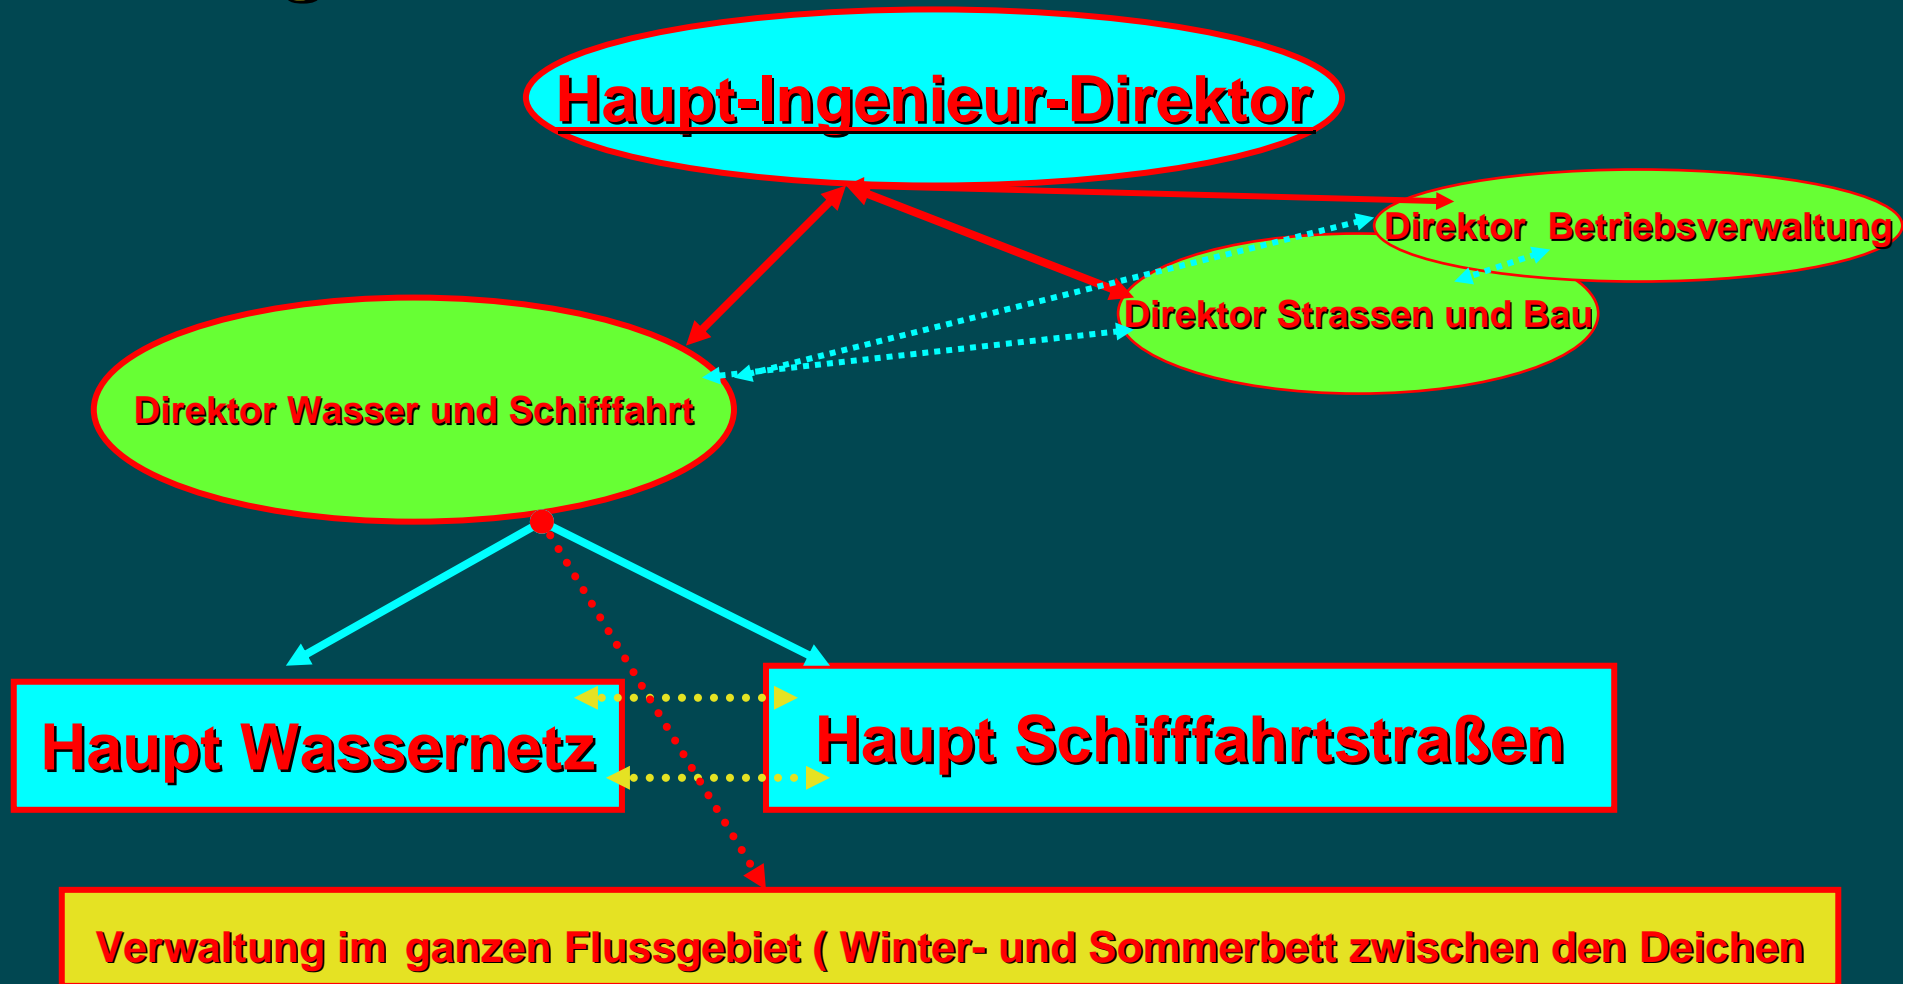 Haupt-Ingenieur-Direktor
Direktor Betriebsverwaltung
Direktor Strassen und Bau
Direktor Wasser und Schifffahrt
Haupt Wassernetz
Haupt Schifffahrtstraßen
Verwaltung im ganzen Flussgebiet ( Winter- und Sommerbett zwischen den Deichen